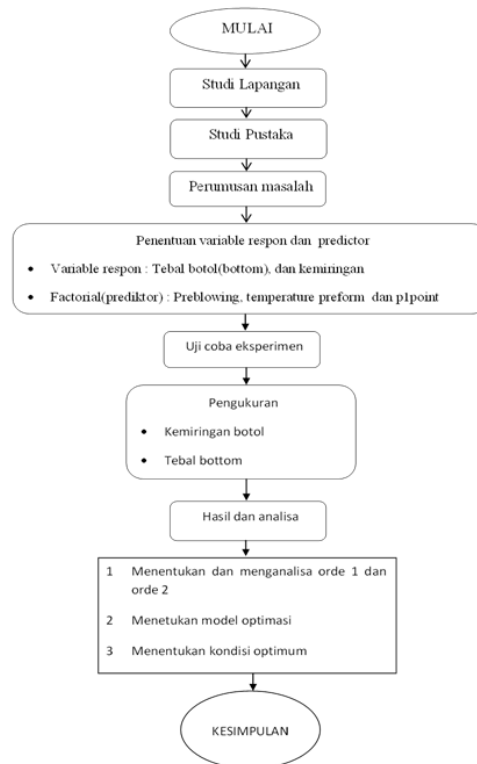 MULAI
Studi Lapangan
Studi Pustaka
Perumusan masalah
Penentuan variable respon dan predictor
• Variable respon : Tebal botol(bottom), dan kemiringan
• Factorial(prediktor) : Preblowing, temperature preform dan p1point
Uji coba eksperimen
Pengukuran
• Kemiringan botol
• Tebal bottom
Hasil dan analisa
1 Menentukan dan menganalisa orde 1 dan
orde 2
2 Menetukan model optimasi
3 Menentukan kondisi optimum
KESIMPULAN